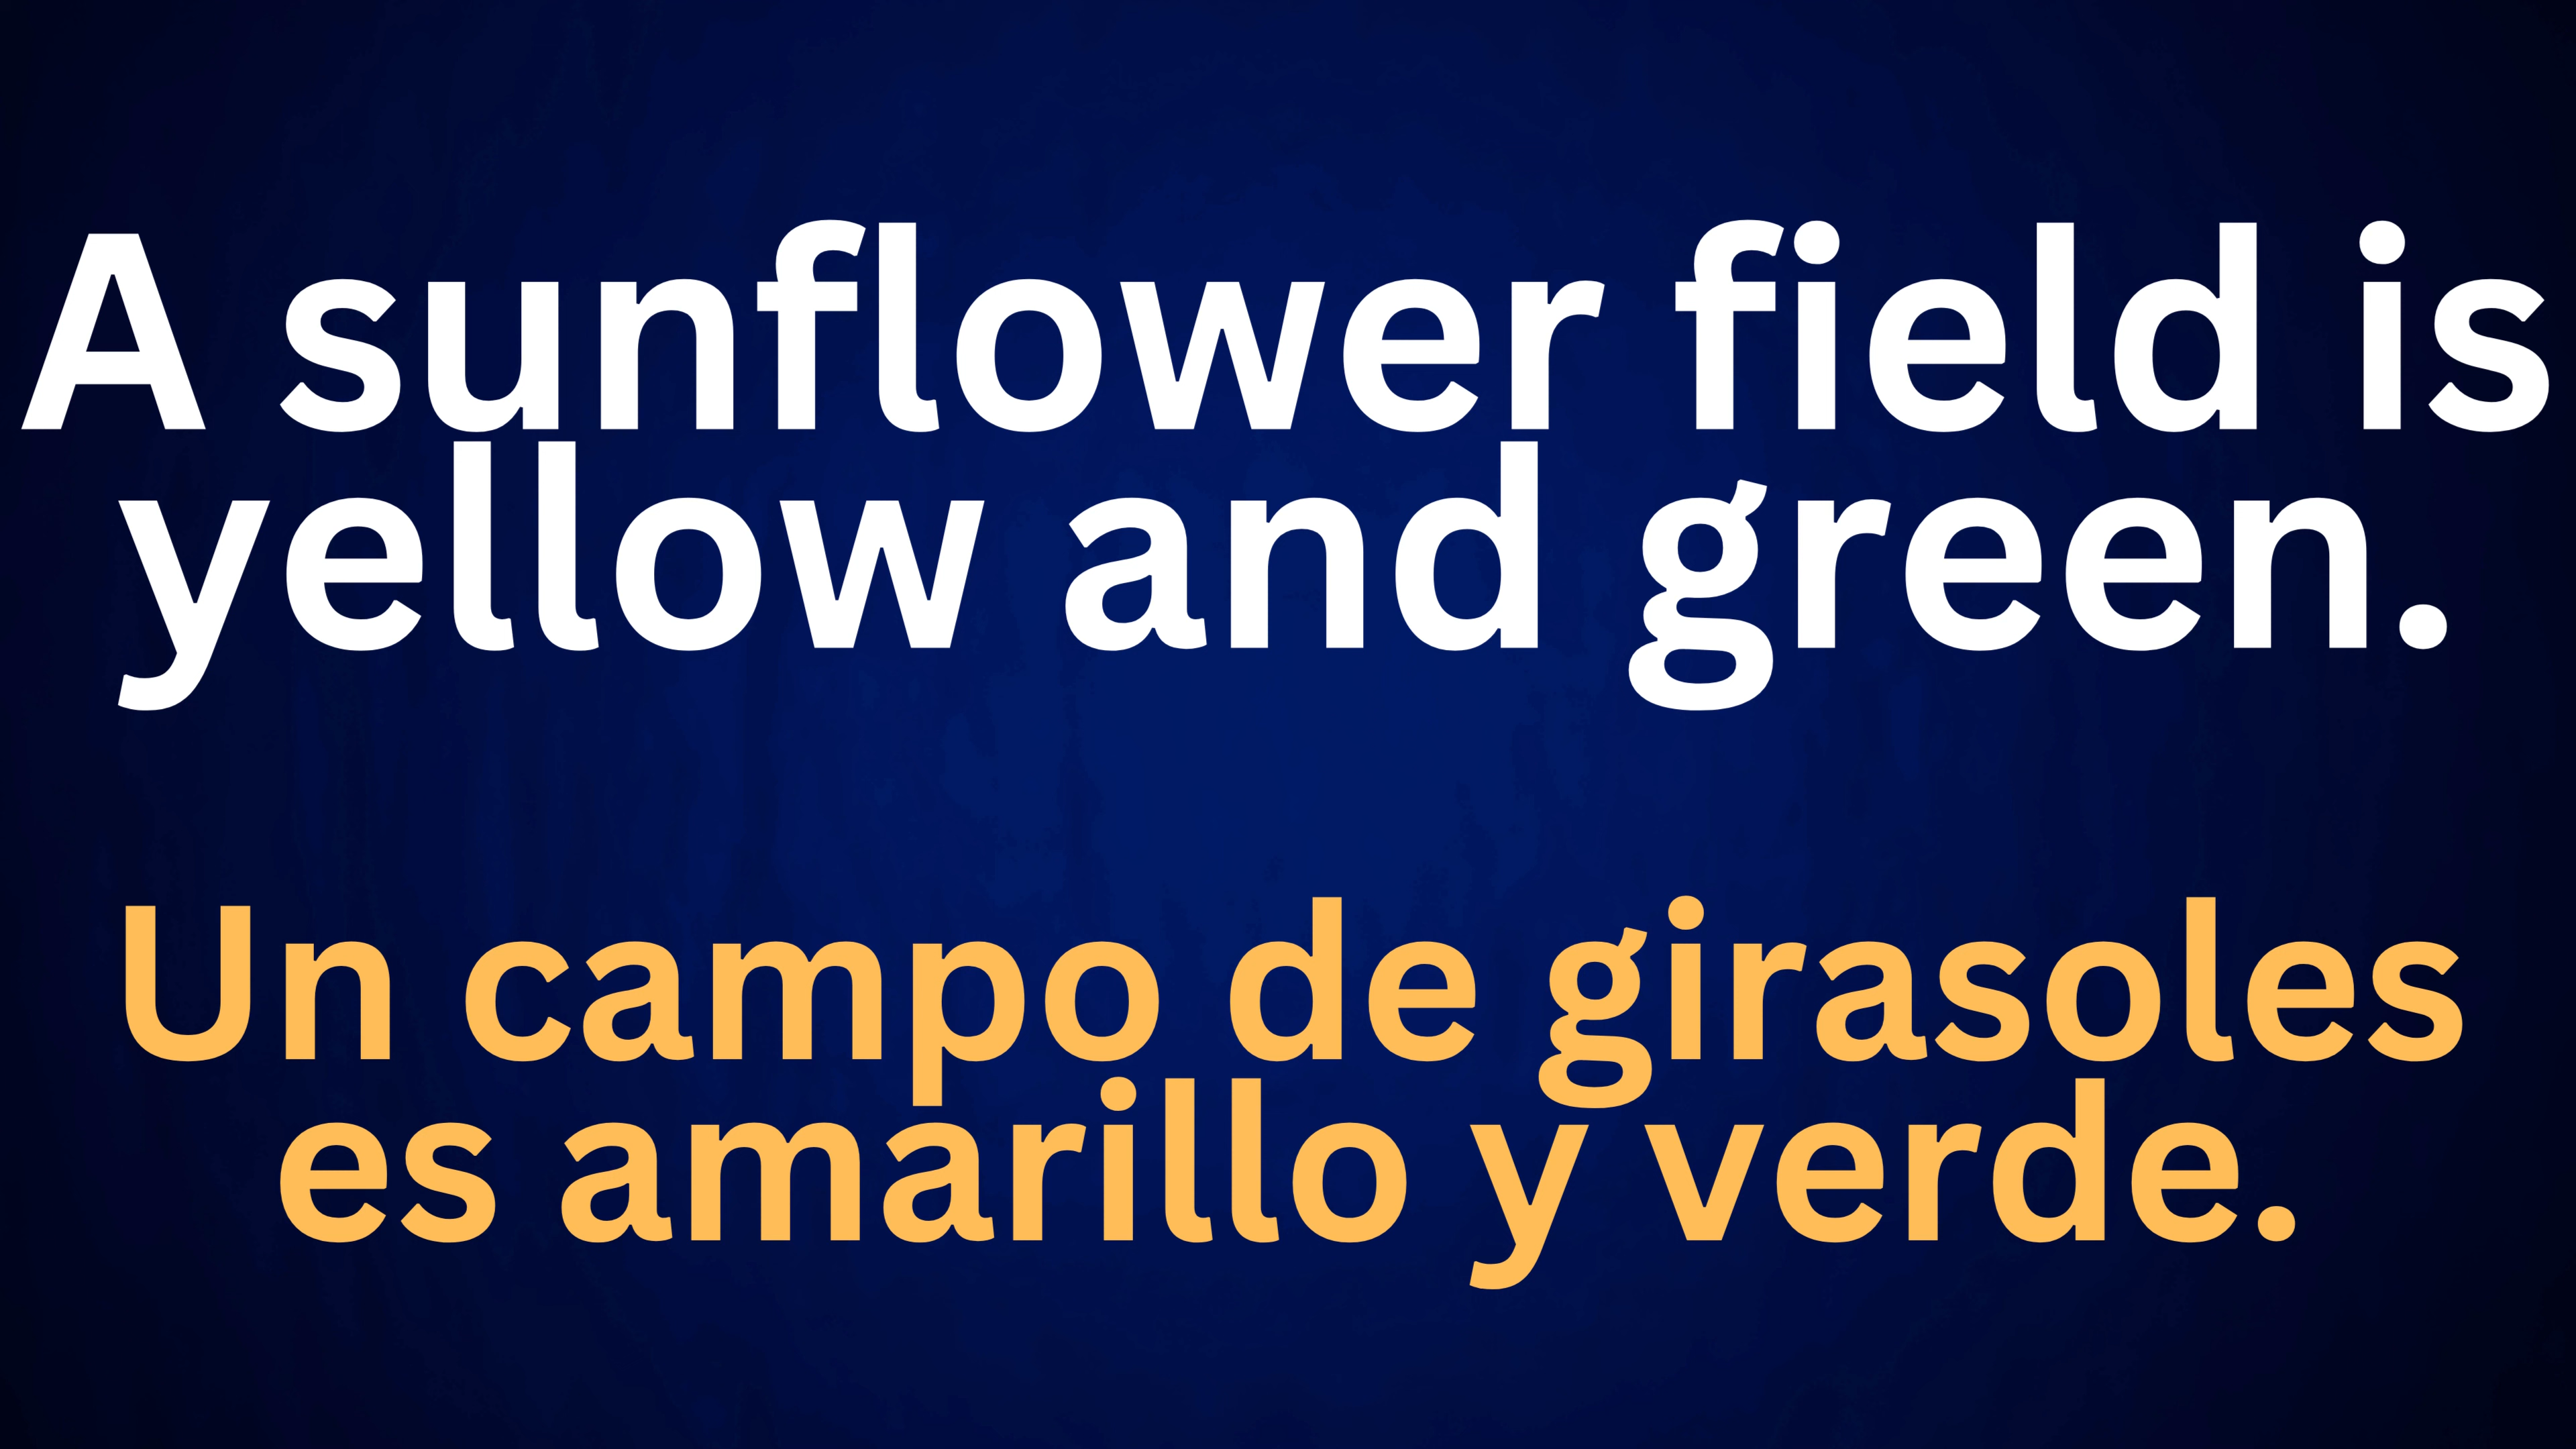 A sunflower field is
yellow and green.
Un campo de girasoles
es amarillo y verde.